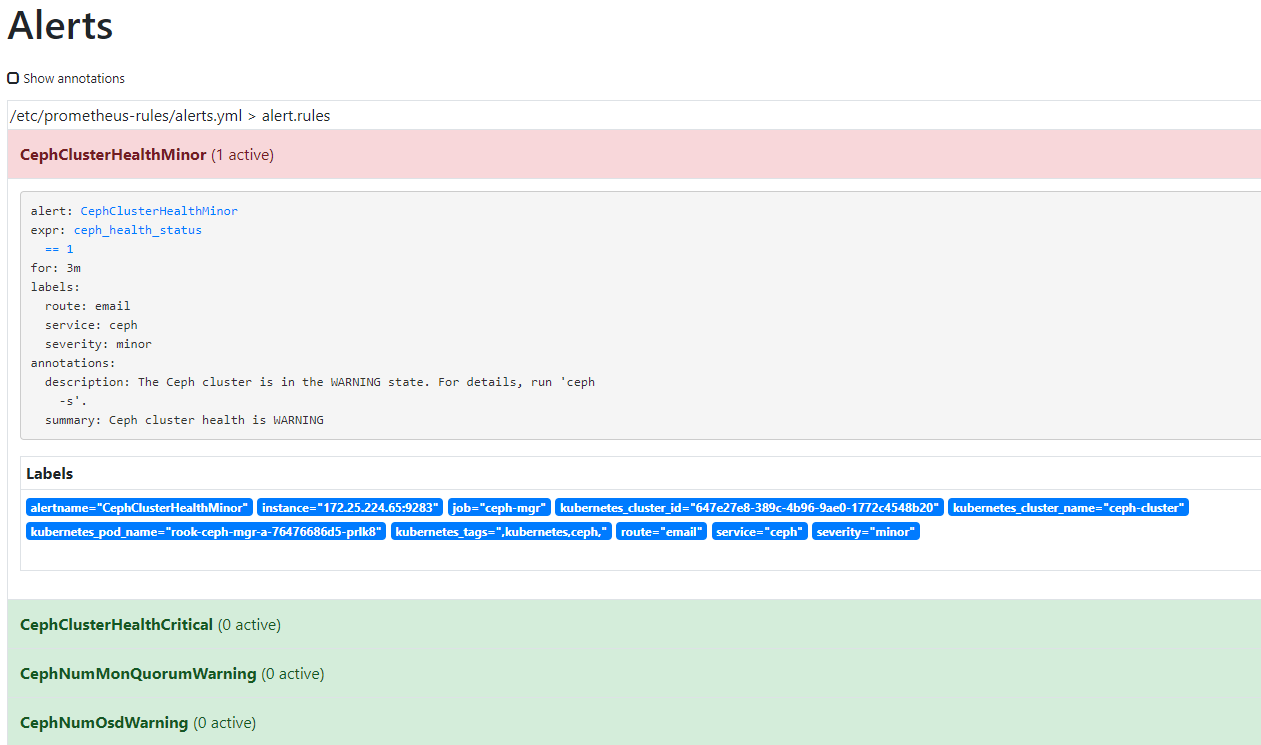 Alerts
Show annotations
/etc/prometheus-rules/alerts.yml > alert.rules
CephClusterHealthMinor (1 active)
alert: CephClusterHealthMinor
expr: ceph_health_status
  == 1
for: 3m
labels:
  route: email
  service: ceph
  severity: minor
annotations:
  description: The Ceph cluster is in the WARNING state. For details, run 'ceph
    -s'.
  summary: Ceph cluster health is WARNING
Labels
alertname="CephClusterHealthMinor" instance="172.25.224.65:9283" job="ceph-mgr" kubernetes_cluster_id="647e27e8-389c-4b96-9ae0-1772c4548b20" kubernetes_cluster_name="ceph-cluster"
kubernetes_pod_name="rook-ceph-mgr-a-76476686d5-prlk8" kubernetes_tags=",kubernetes,ceph," route="email" service="ceph" severity="minor"
CephClusterHealthCritical (0 active)
CephNumMonQuorumWarning (0 active)
CephNumOsdWarning (0 active)